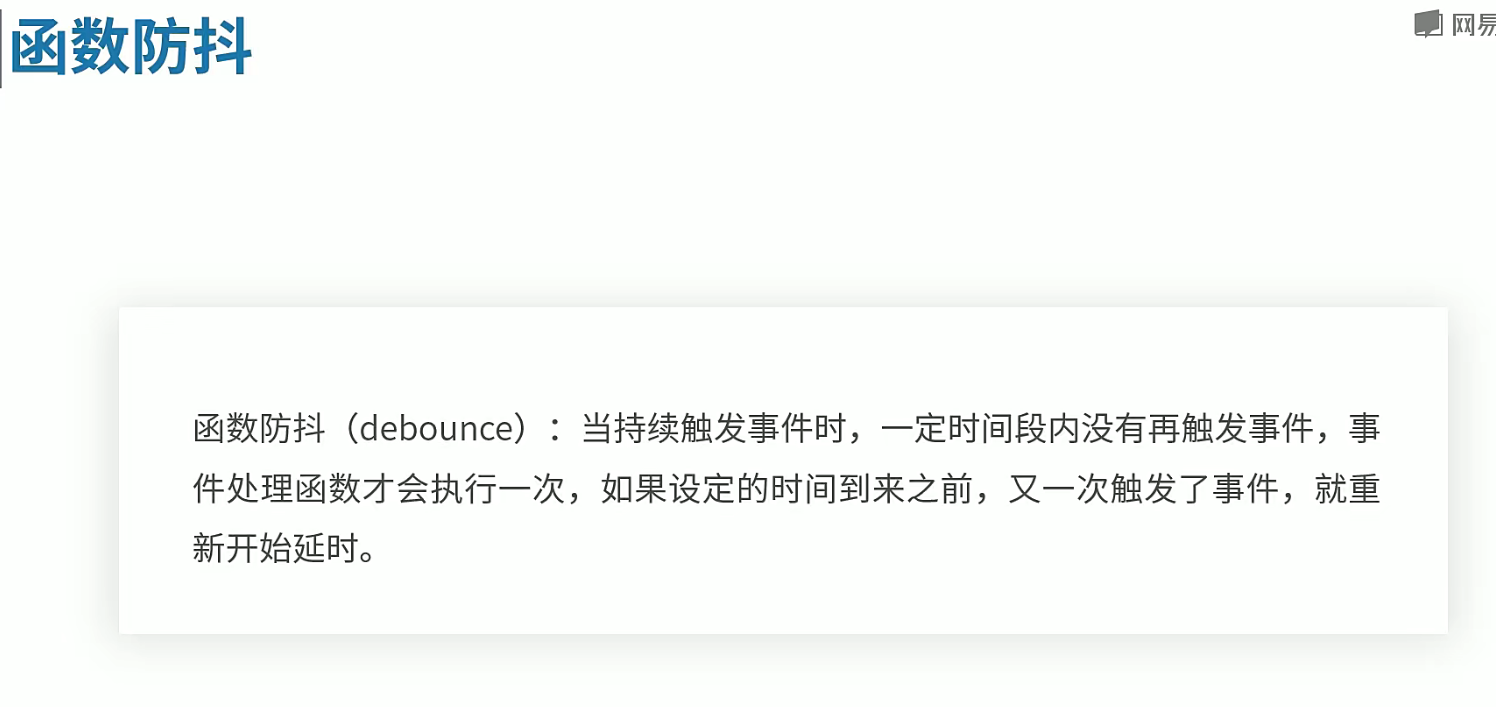 函数防抖
网易
函数防抖（debounce）：当持续触发事件时，一定时间段内没有再触发事件，事
件处理函数才会执行一次，如果设定的时间到来之前，又一次触发了事件，就重
新开始延时。